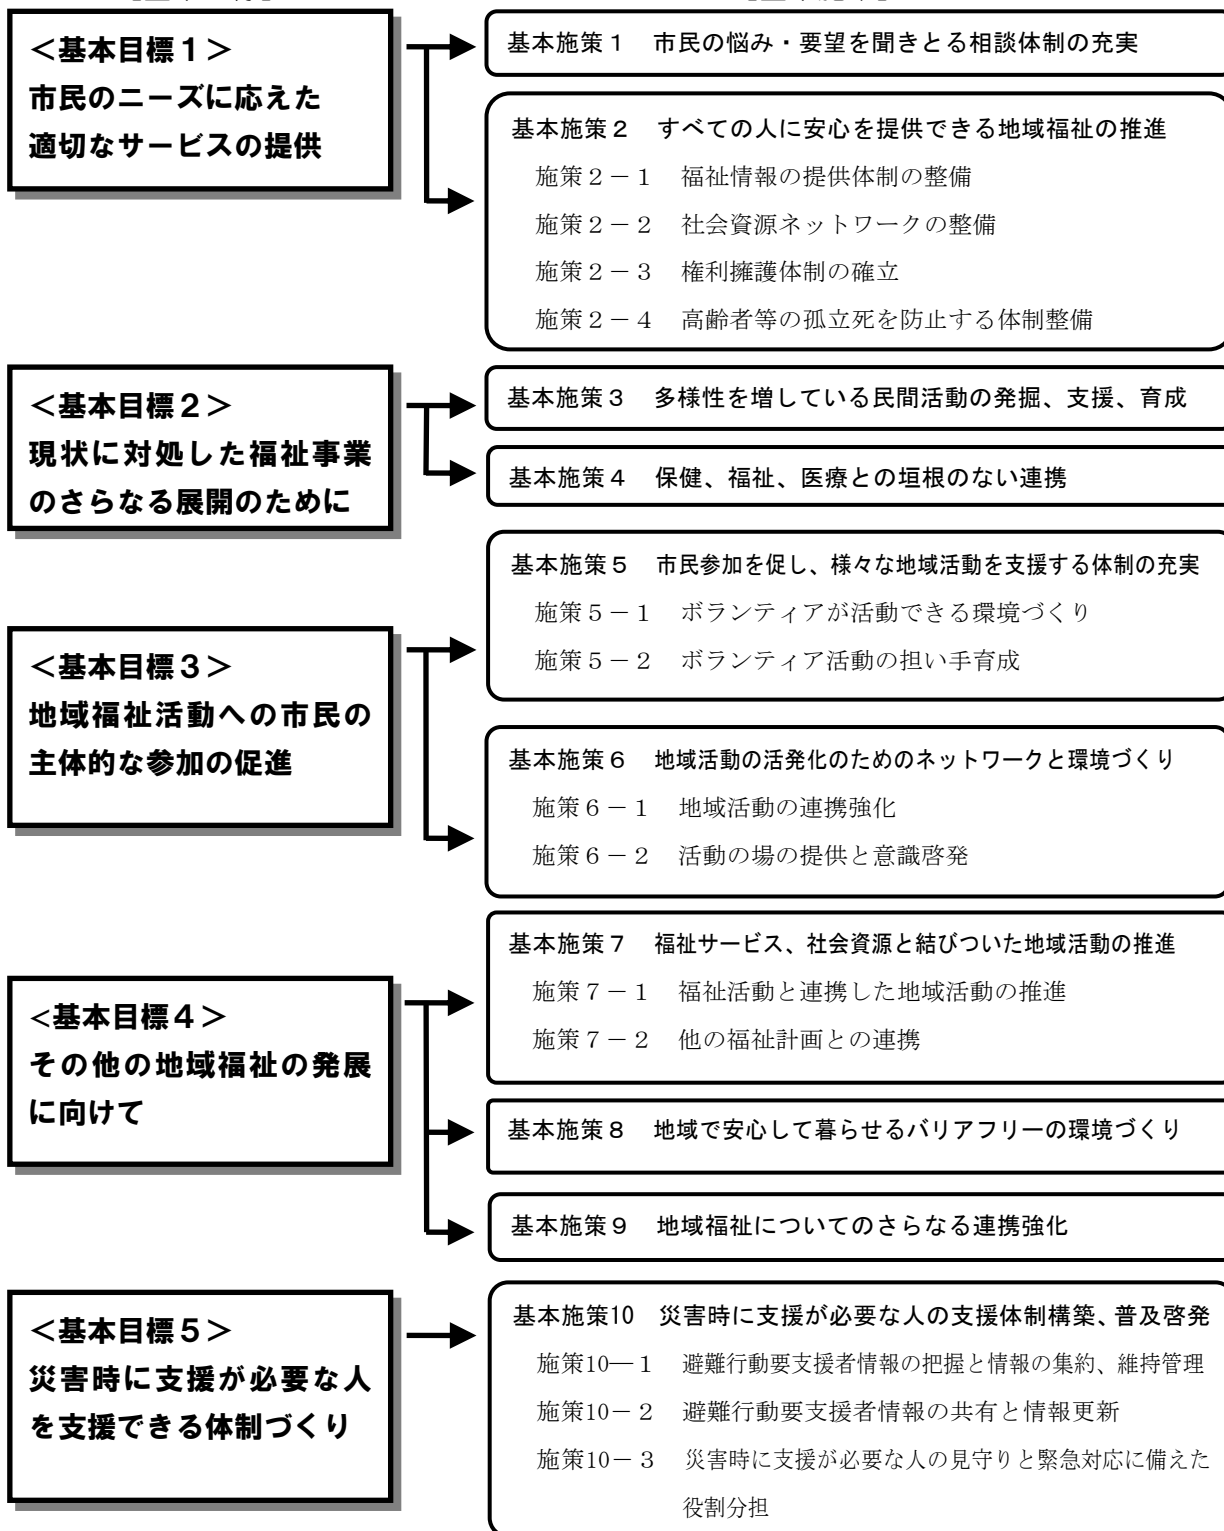 <基本目標1>
市民のニーズに応えた
適切なサービスの提供
基本施策1 市民の悩み・要望を聞きとる相談体制の充実
基本施策2 すべての人に安心を提供できる地域福祉の推進
施策2-1 福祉情報の提供体制の整備
施策2-2 社会資源ネットワークの整備
施策2-3 権利擁護体制の確立
施策2-4 高齢者等の孤立死を防止する体制整備
<基本目標2>
現状に対処した福祉事業
のさらなる展開のために
基本施策3 多様性を増している民間活動の発掘、支援、育成
基本施策4 保健、福祉、医療との垣根のない連携
<基本目標3>
地域福祉活動への市民の
主体的な参加の促進
基本施策5 市民参加を促し、様々な地域活動を支援する体制の充実
施策5-1 ボランティアが活動できる環境づくり
施策5-2 ボランティア活動の担い手育成
基本施策6 地域活動の活発化のためのネットワークと環境づくり
施策6-1 地域活動の連携強化
施策6-2 活動の場の提供と意識啓発
<基本目標4>
その他の地域福祉の発展
に向けて
基本施策7 福祉サービス、社会資源と結びついた地域活動の推進
施策7-1 福祉活動と連携した地域活動の推進
施策7-2 他の福祉計画との連携
基本施策8 地域で安心して暮らせるバリアフリーの環境づくり
基本施策9 地域福祉についてのさらなる連携強化
<基本目標5>
災害時に支援が必要な人
を支援できる体制づくり
基本施策10 災害時に支援が必要な人の支援体制構築、普及啓発
施策10―1 避難行動要支援者情報の把握と情報の集約、維持管理
施策10-2 避難行動要支援者情報の共有と情報更新
施策10-3 災害時に支援が必要な人の見守りと緊急対応に備えた
役割分担